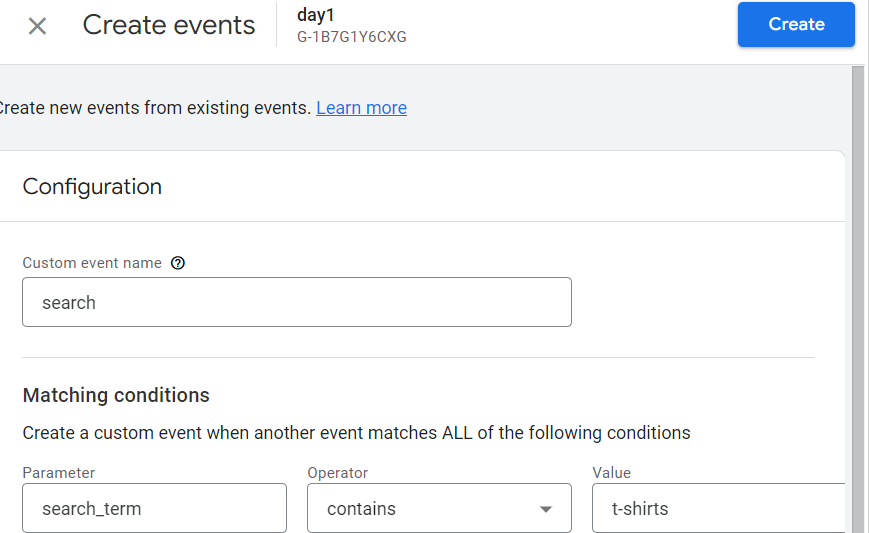 Create events
day1
G-1B7G1Y6CXG
Create
Create new events from existing events. Learn more
Configuration
Custom event name
search
Matching conditions
Create a custom event when another event matches ALL of the following conditions
Parameter Operator Value
search_term contains t-shirts